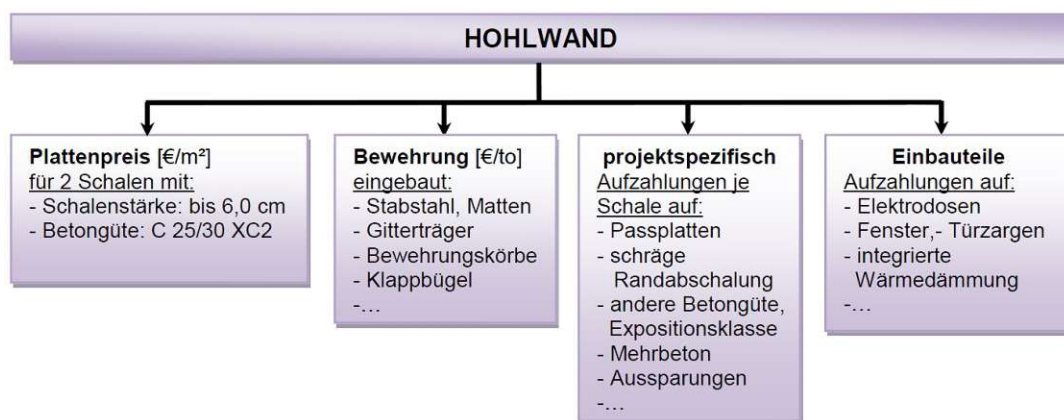 HOHLWAND
Plattenpreis [€/m²]
für 2 Schalen mit:
- Schalenstärke: bis 6,0 cm
- Betongüte: C 25/30 XC2
Bewehrung [€/to]
eingebaut:
- Stabstahl, Matten
- Gitterträger
- Bewehrungskörbe
- Klappbügel
-...
projektspezifisch
Aufzahlungen je
Schale auf:
- Passplatten
- schräge
Randabschalung
- andere Betongüte,
Expositionsklasse
- Mehrbeton
- Aussparungen
-...
Einbauteile
Aufzahlungen auf:
- Elektrodosen
- Fenster,- Türzargen
- integrierte
Wärmedämmung
-...